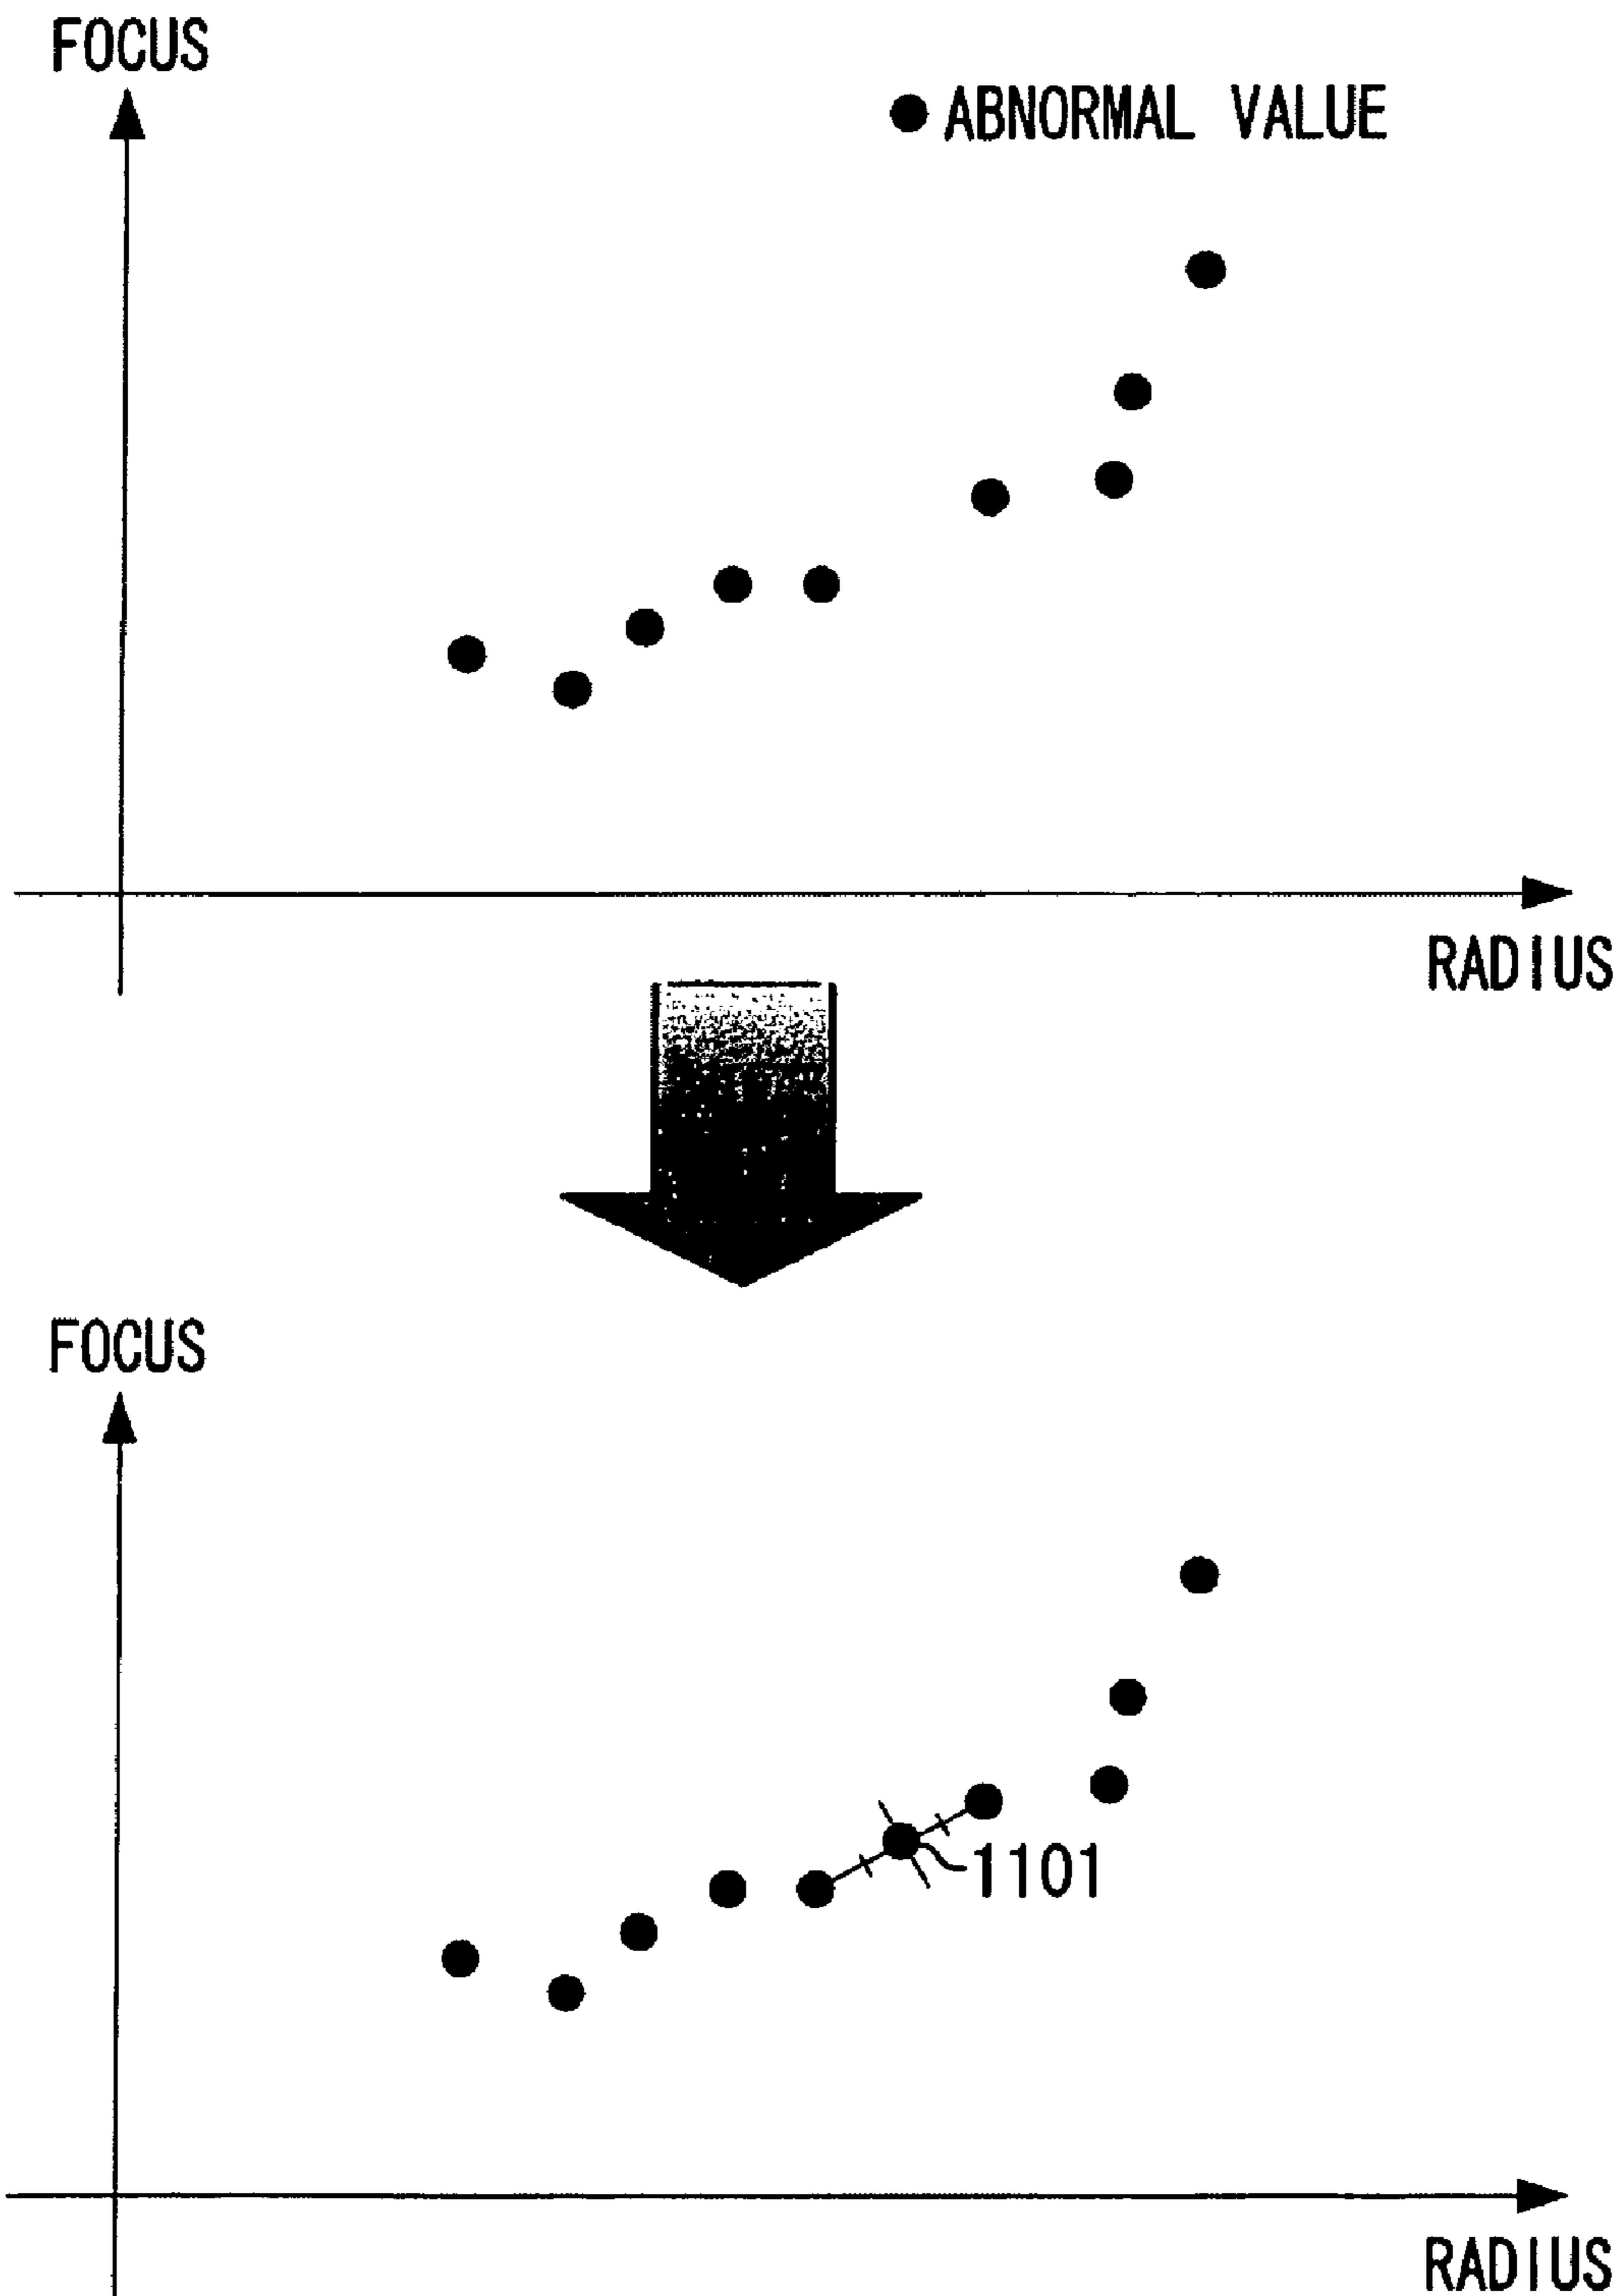 FOCUS
ABNORMAL VALUE
RADIUS
FOCUS
1101
RADIUS